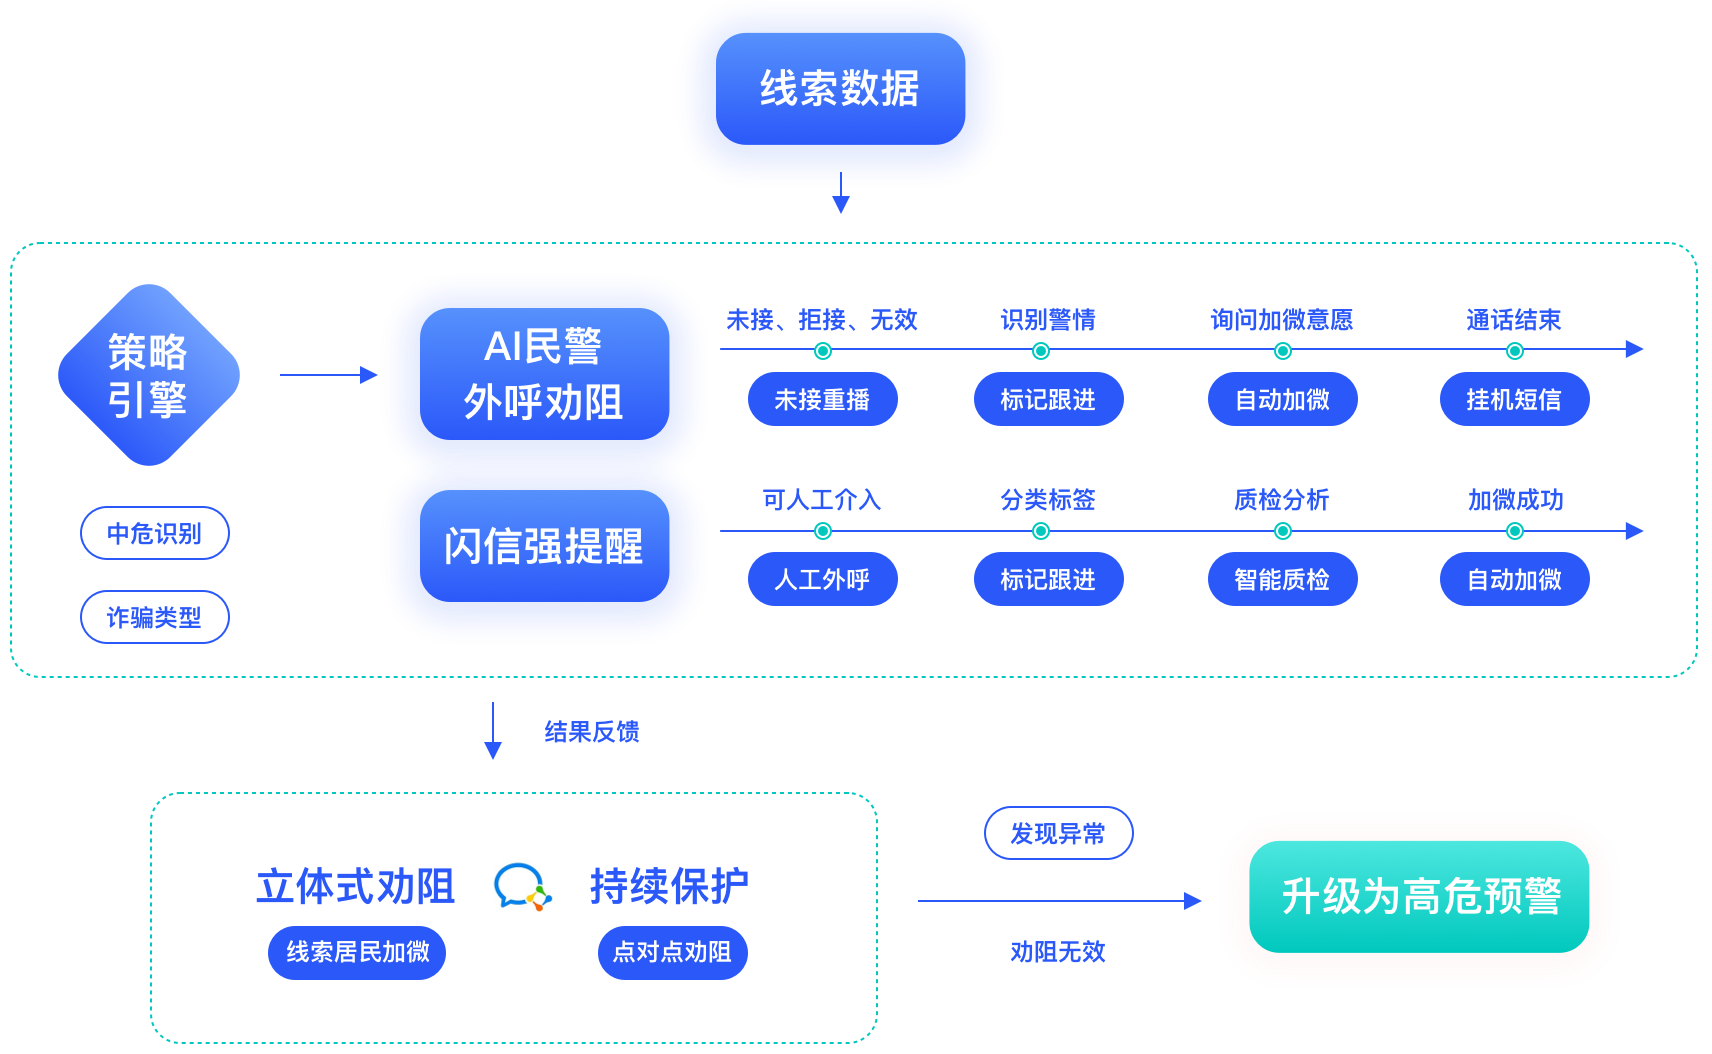 线索数据
策略
引擎
中危识别
诈骗类型
AI民警
外呼劝阻
未接、拒接、无效
识别警情
询问加微意愿
通话结束
未接重播
标记跟进
自动加微
挂机短信
闪信强提醒
可人工介入
分类标签
质检分析
加微成功
人工外呼
标记跟进
智能质检
自动加微
结果反馈
立体式劝阻
持续保护
线索居民加微
点对点劝阻
发现异常
劝阻无效
升级为高危预警